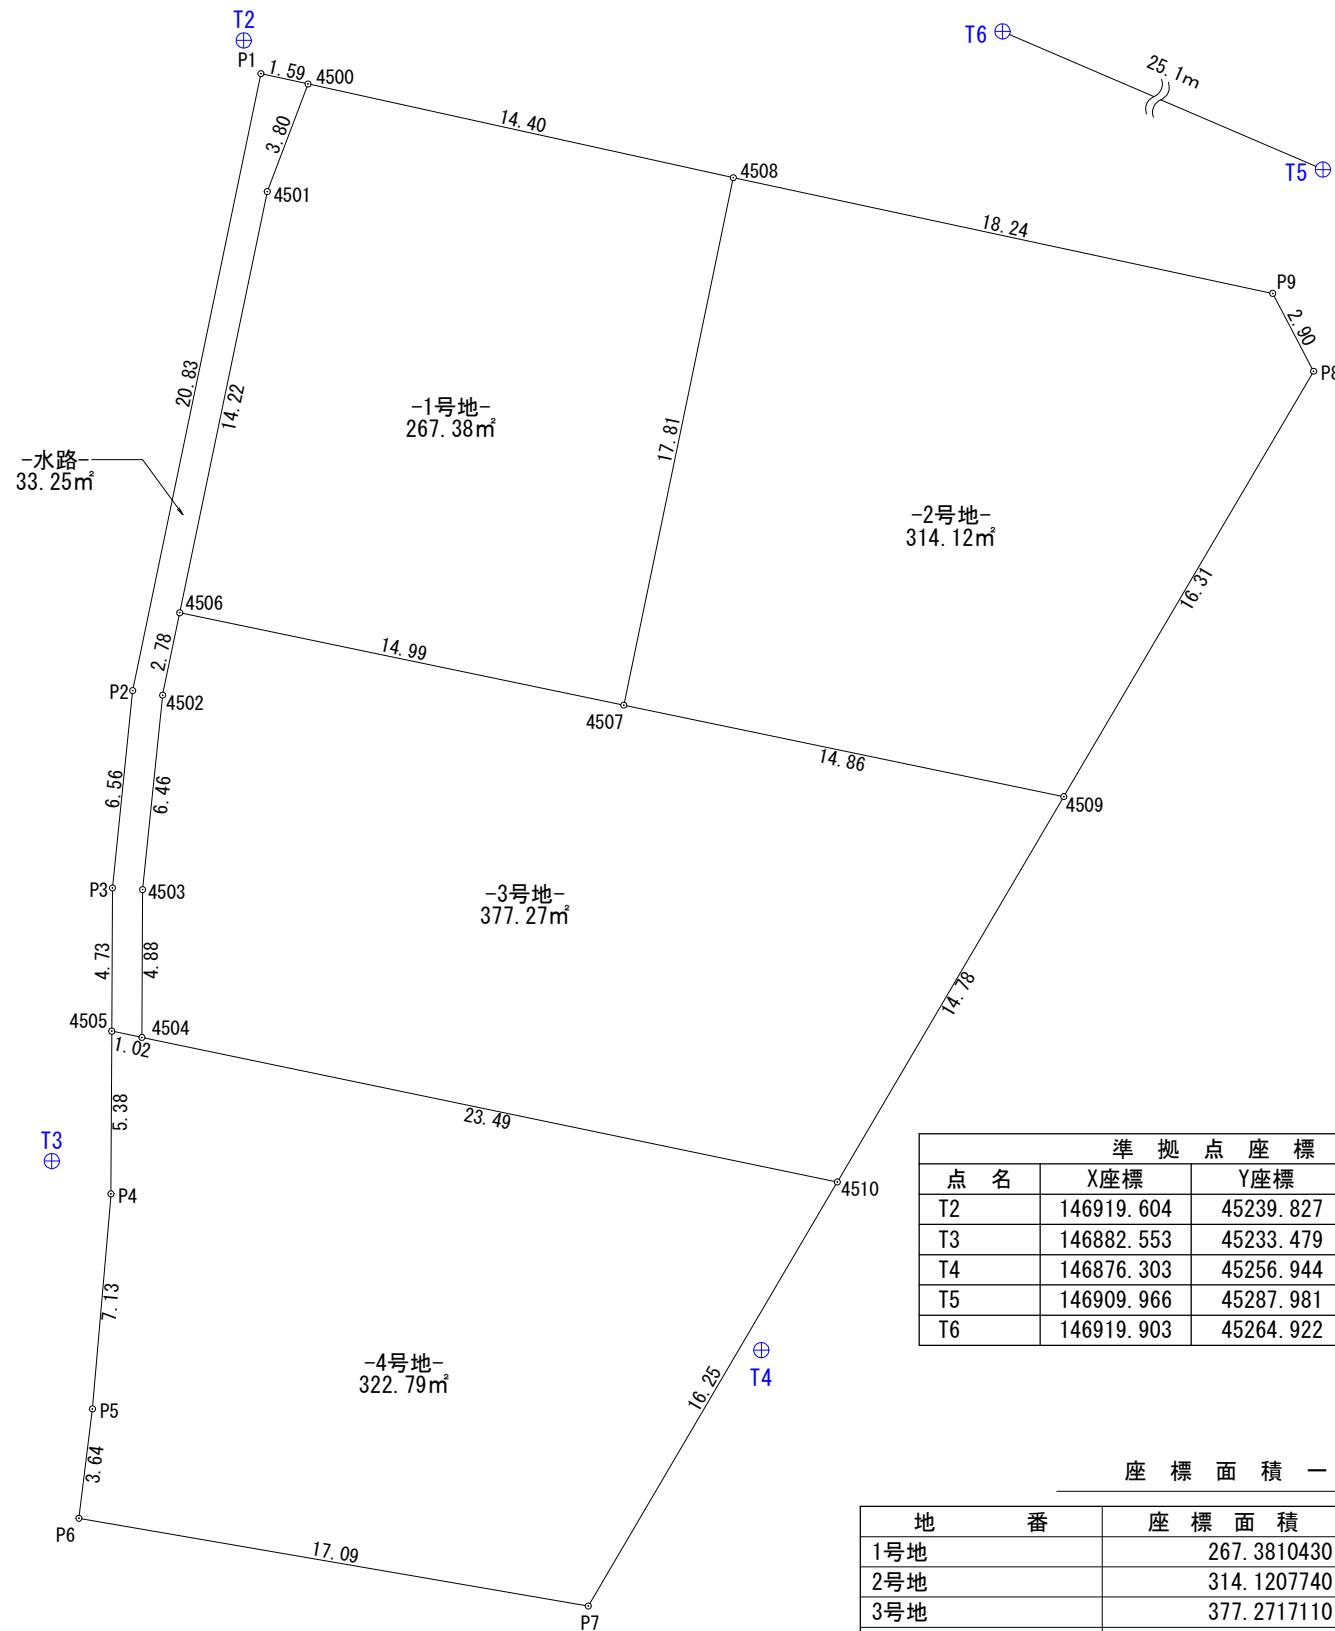 T2
P1
1.59
4500
T6
25.1m
T5
3.80
14.40
4501
4508
18.24
P9
2.90
P8
20.83
14.22
-1号地-
267.38㎡
17.81
-水路-
33.25㎡
-2号地-
314.12㎡
16.31
4506
2.78
14.99
P2
4502
4507
14.86
6.56
6.46
4509
P3
4503
-3号地-
377.27㎡
4.73
4.88
14.78
4505
4504
1.02
5.38
23.49
T3
P4
4510
準拠点座標
点名 X座標 Y座標
T2 146919.604 45239.827
T3 146882.553 45233.479
T4 146876.303 45256.944
T5 146909.966 45287.981
T6 146919.903 45264.922
7.13
-4号地-
322.79㎡
16.25
T4
P5
3.64
P6
17.09
P7
座標面積一
地番 座標面積
1号地 267.3810430
2号地 314.1207740
3号地 377.2717110